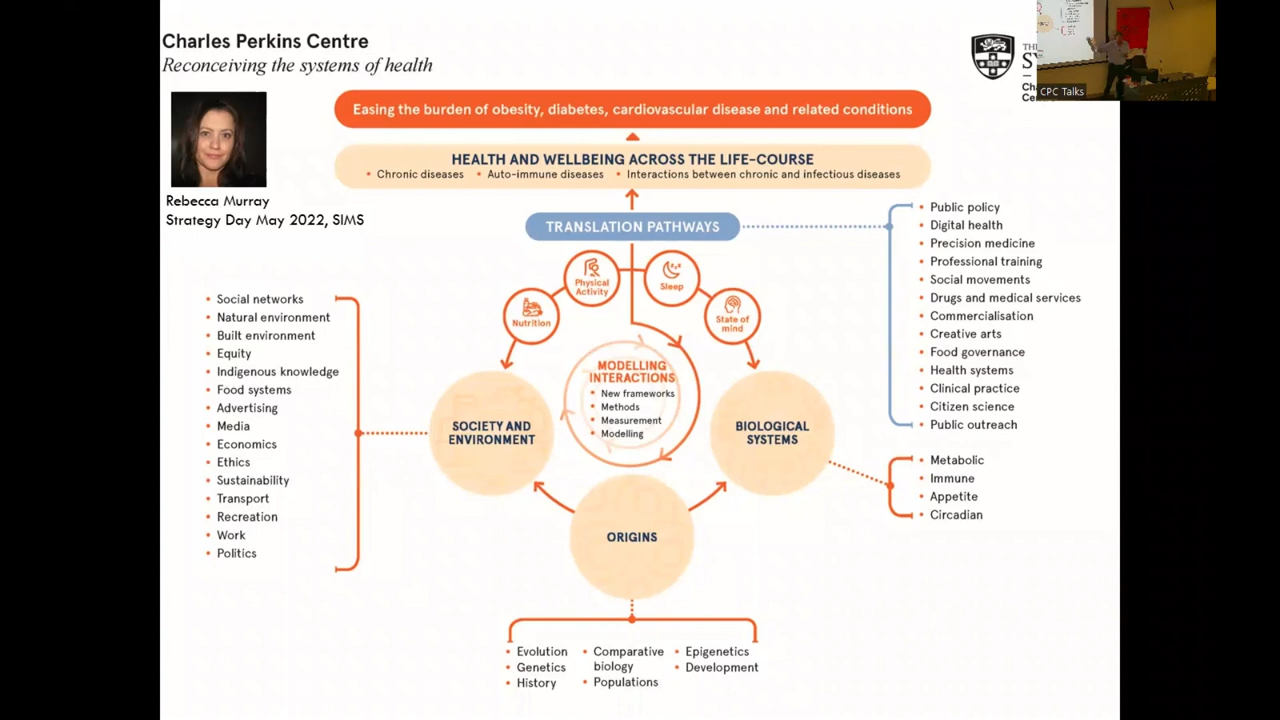 Charles Perkins Centre
Reconceiving the systems of health
CPC Talks
Easing the burden of obesity, diabetes, cardiovascular disease and related conditions
HEALTH AND WELLBEING ACROSS THE LIFE-COURSE
• Chronic diseases • Auto-immune diseases • Interactions between chronic and infectious diseases
Rebecca Murray
Strategy Day May 2022, SIMS
TRANSLATION PATHWAYS
• Public policy
• Digital health
• Precision medicine
• Professional training
• Social movements
• Drugs and medical services
• Commercialisation
• Creative arts
• Food governance
• Health systems
• Clinical practice
• Citizen science
• Public outreach
Physical
Activity
Sleep
Nutrition
State of
mind
• Social networks
• Natural environment
• Built environment
• Equity
• Indigenous knowledge
• Food systems
• Advertising
• Media
• Economics
• Ethics
• Sustainability
• Transport
• Recreation
• Work
• Politics
MODELLING
INTERACTIONS
• New frameworks
• Methods
• Measurement
• Modelling
SOCIETY AND
ENVIRONMENT
BIOLOGICAL
SYSTEMS
• Metabolic
• Immune
• Appetite
• Circadian
ORIGINS
• Evolution
• Genetics
• History
• Comparative
biology
• Populations
• Epigenetics
• Development